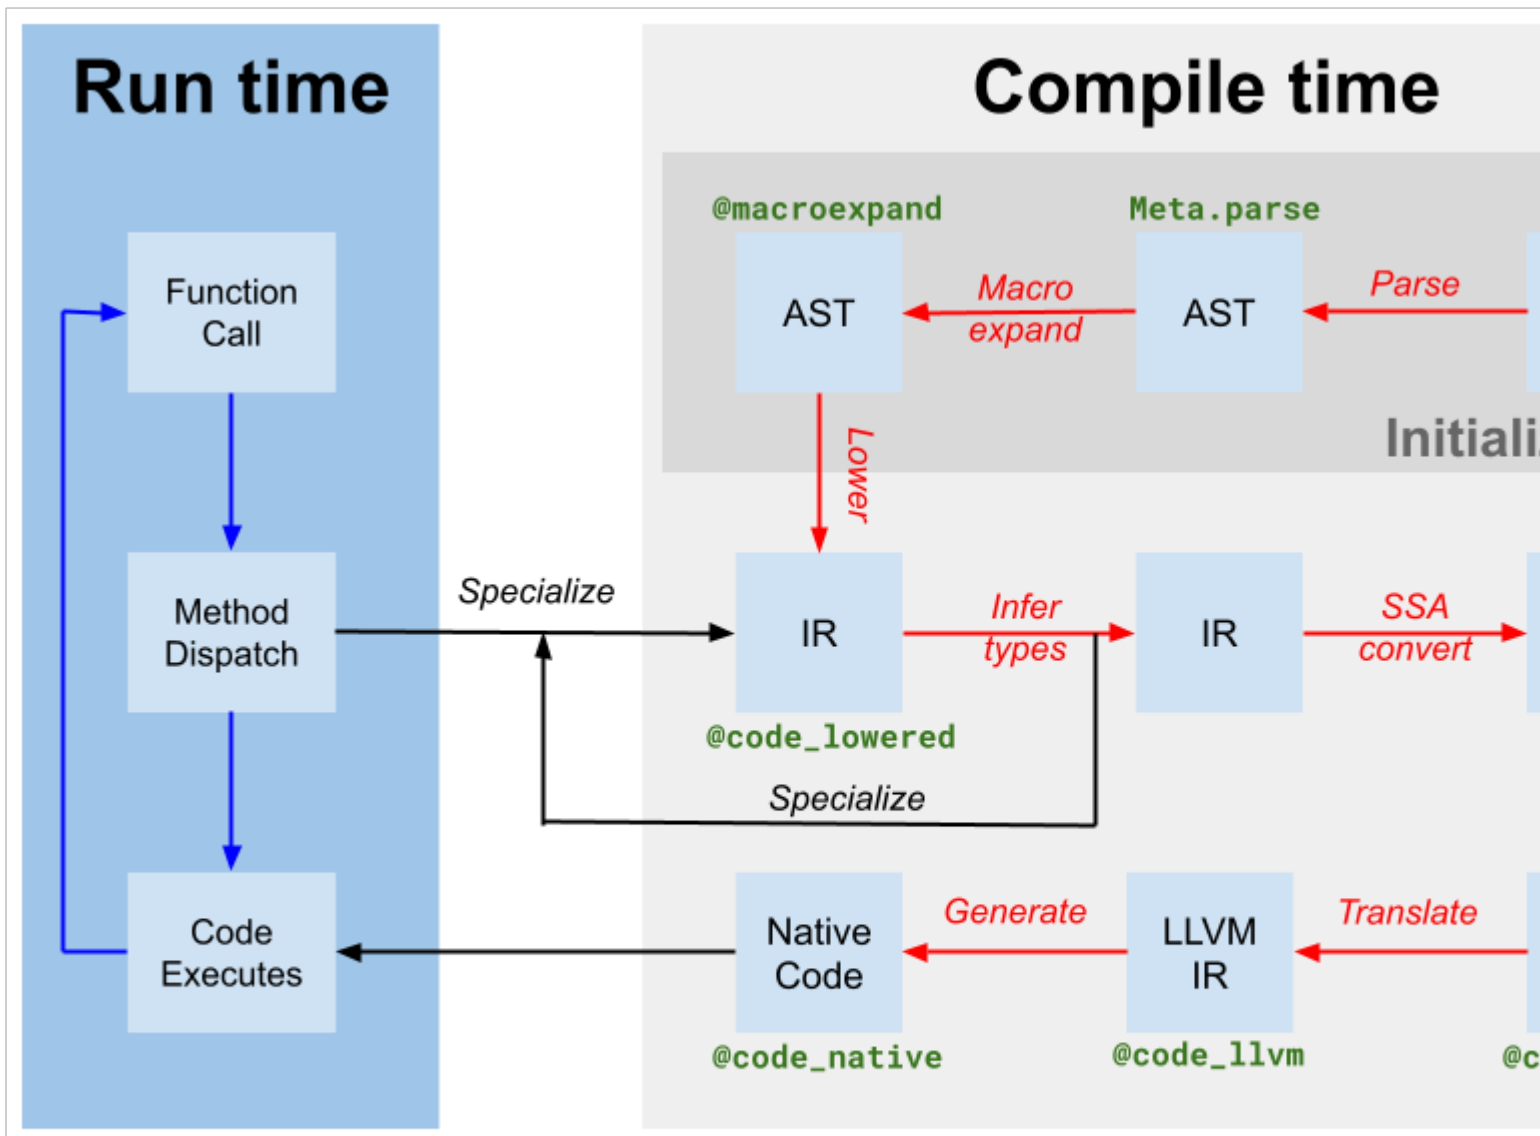 Run time
Compile time
@macroexpand
Meta.parse
Function
Call
AST
Macro
expand
AST
Parse
Lower
Initializ
Method
Dispatch
Specialize
IR
Infer
types
IR
SSA
convert
@code_lowered
Specialize
Code
Executes
Native
Code
Generate
LLVM
IR
Translate
@code_native
@code_llvm
@c